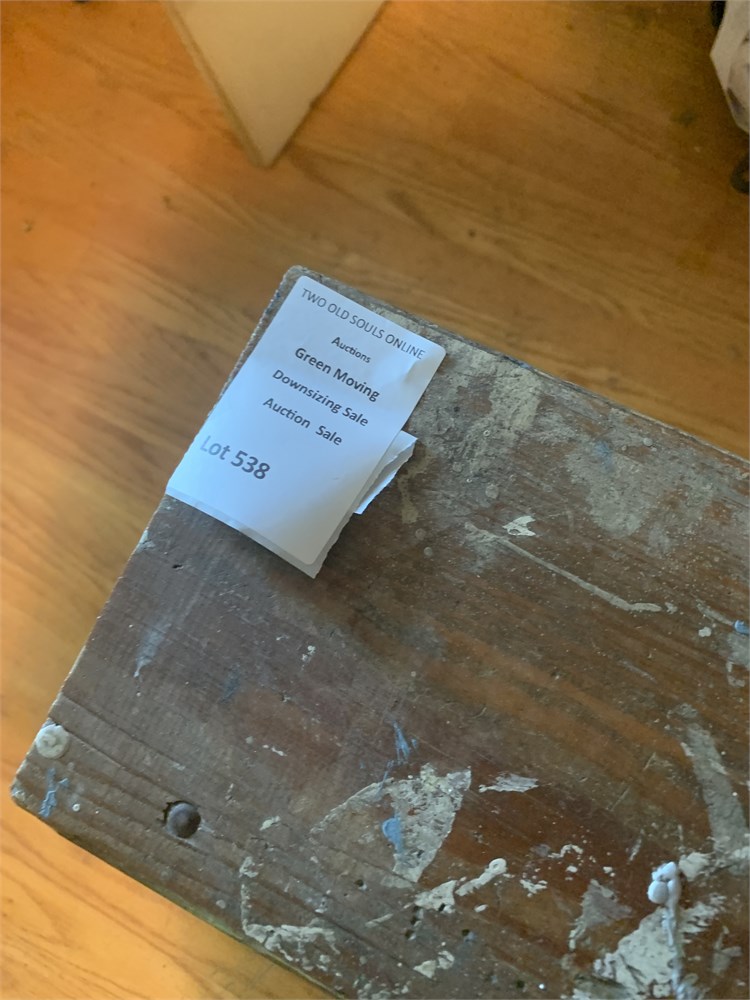 TWO OLD SOULS ONLINE
Auctions
Green Moving
Downsizing Sale
Auction Sale
Lot 538